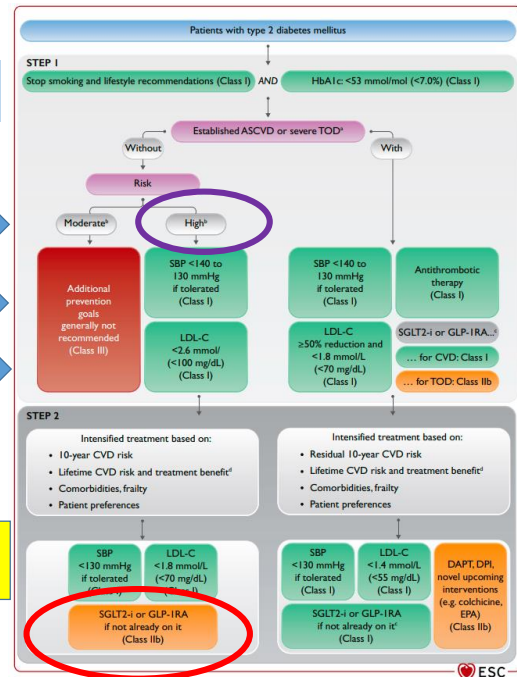 Patients with type 2 diabetes mellitus
STEP 1
Stop smoking and lifestyle recommendations (Class I)
AND
HbA1c: <53 mmol/mol (<7.0%) (Class I)
Established ASCVD or severe TODᵃ
Without
With
Risk
Moderateᵇ
Highᵇ
Additional
prevention
goals
generally not
recommended
(Class III)
SBP <140 to
130 mmHg
if tolerated
(Class I)
LDL-C
<2.6 mmol/
(<100 mg/dL)
(Class I)
SBP <140 to
130 mmHg
if tolerated
(Class I)
LDL-C
≥50% reduction and
<1.8 mmol/L
(<70 mg/dL)
(Class I)
Antithrombotic
therapy
(Class I)
SGLT2-i or GLP-1RA...ᶜ
... for CVD: Class I
... for TOD: Class IIb
STEP 2
Intensified treatment based on:
• 10-year CVD risk
• Lifetime CVD risk and treatment benefitᵈ
• Comorbidities, frailty
• Patient preferences
Intensified treatment based on:
• Residual 10-year CVD risk
• Lifetime CVD risk and treatment benefitᵈ
• Comorbidities, frailty
• Patient preferences
SBP
<130 mmHg
if tolerated
(Class I)
LDL-C
<1.8 mmol/L
(<70 mg/dL)
(Class I)
SGLT2-i or GLP-1RA
if not already on it
(Class IIb)
SBP
<130 mmHg
if tolerated
(Class I)
LDL-C
<1.4 mmol/L
(<55 mg/dL)
(Class I)
SGLT2-i or GLP-1RA
if not already on itᶜ
(Class I)
DAPT, DPI,
novel upcoming
interventions
(e.g. colchicine,
EPA)
(Class IIb)
ESC